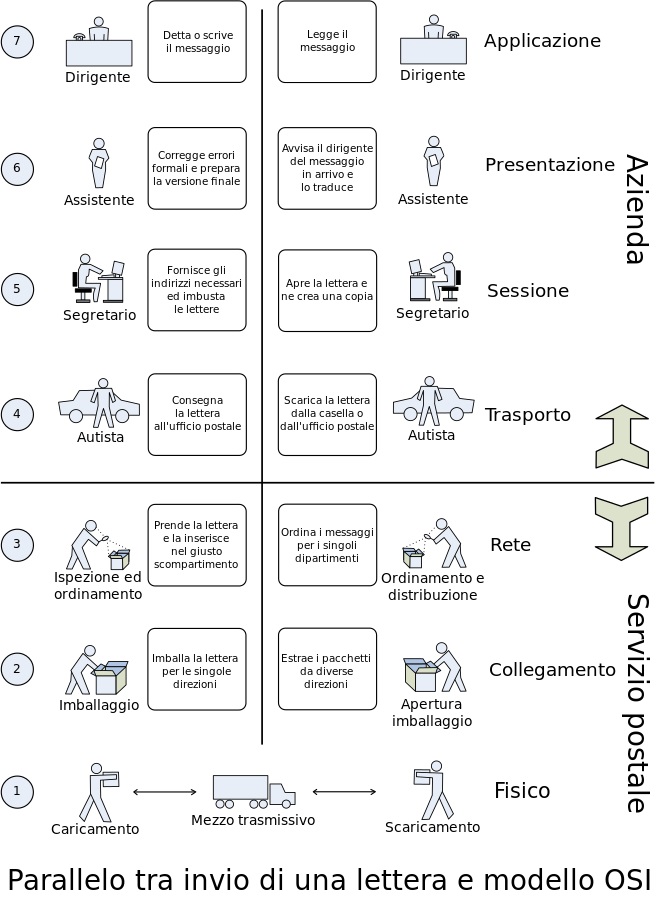 7
Detta o scrive
il messaggio
Dirigente
Legge il
messaggio
Dirigente
Applicazione
6
Corregge errori
formali e prepara
la versione finale
Assistente
Avvisa il dirigente
del messaggio
in arrivo e
lo traduce
Assistente
Presentazione
5
Fornisce gli
indirizzi necessari
ed imbusta
le lettere
Segretario
Apre la lettera e
ne crea una copia
Segretario
Sessione
4
Consegna
la lettera
all'ufficio postale
Autista
Scarica la lettera
dalla casella o
dall'ufficio postale
Autista
Trasporto
Azienda
3
Prende la lettera
e la inserisce
nel giusto
scompartimento
Ispezione ed
ordinamento
Ordina i messaggi
per i singoli
dipartimenti
Ordinamento e
distribuzione
Rete
2
Imballa la lettera
per le singole
direzioni
Imballaggio
Estrae i pacchetti
da diverse
direzioni
Apertura
imballaggio
Collegamento
1
Caricamento
Mezzo trasmissivo
Scaricamento
Fisico
Servizio postale
Parallelo tra invio di una lettera e modello OSI